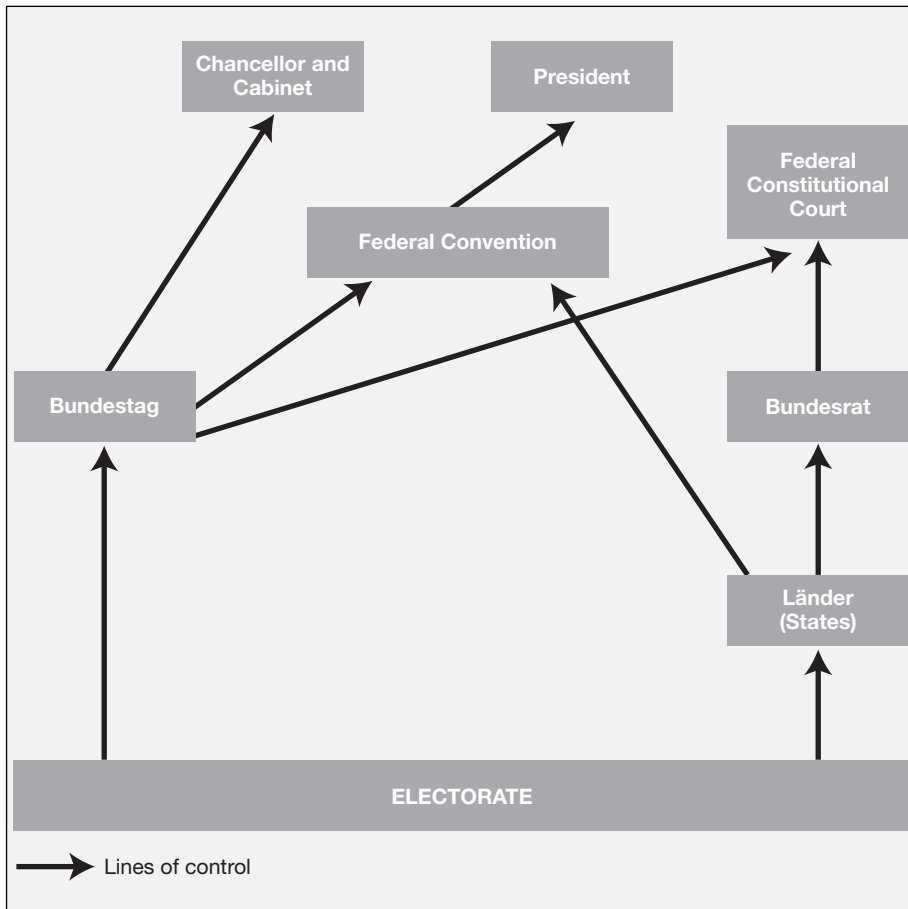 Chancellor and
Cabinet
President
Federal
Constitutional
Court
Federal Convention
Bundestag
Bundesrat
Länder
(States)
ELECTORATE
Lines of control